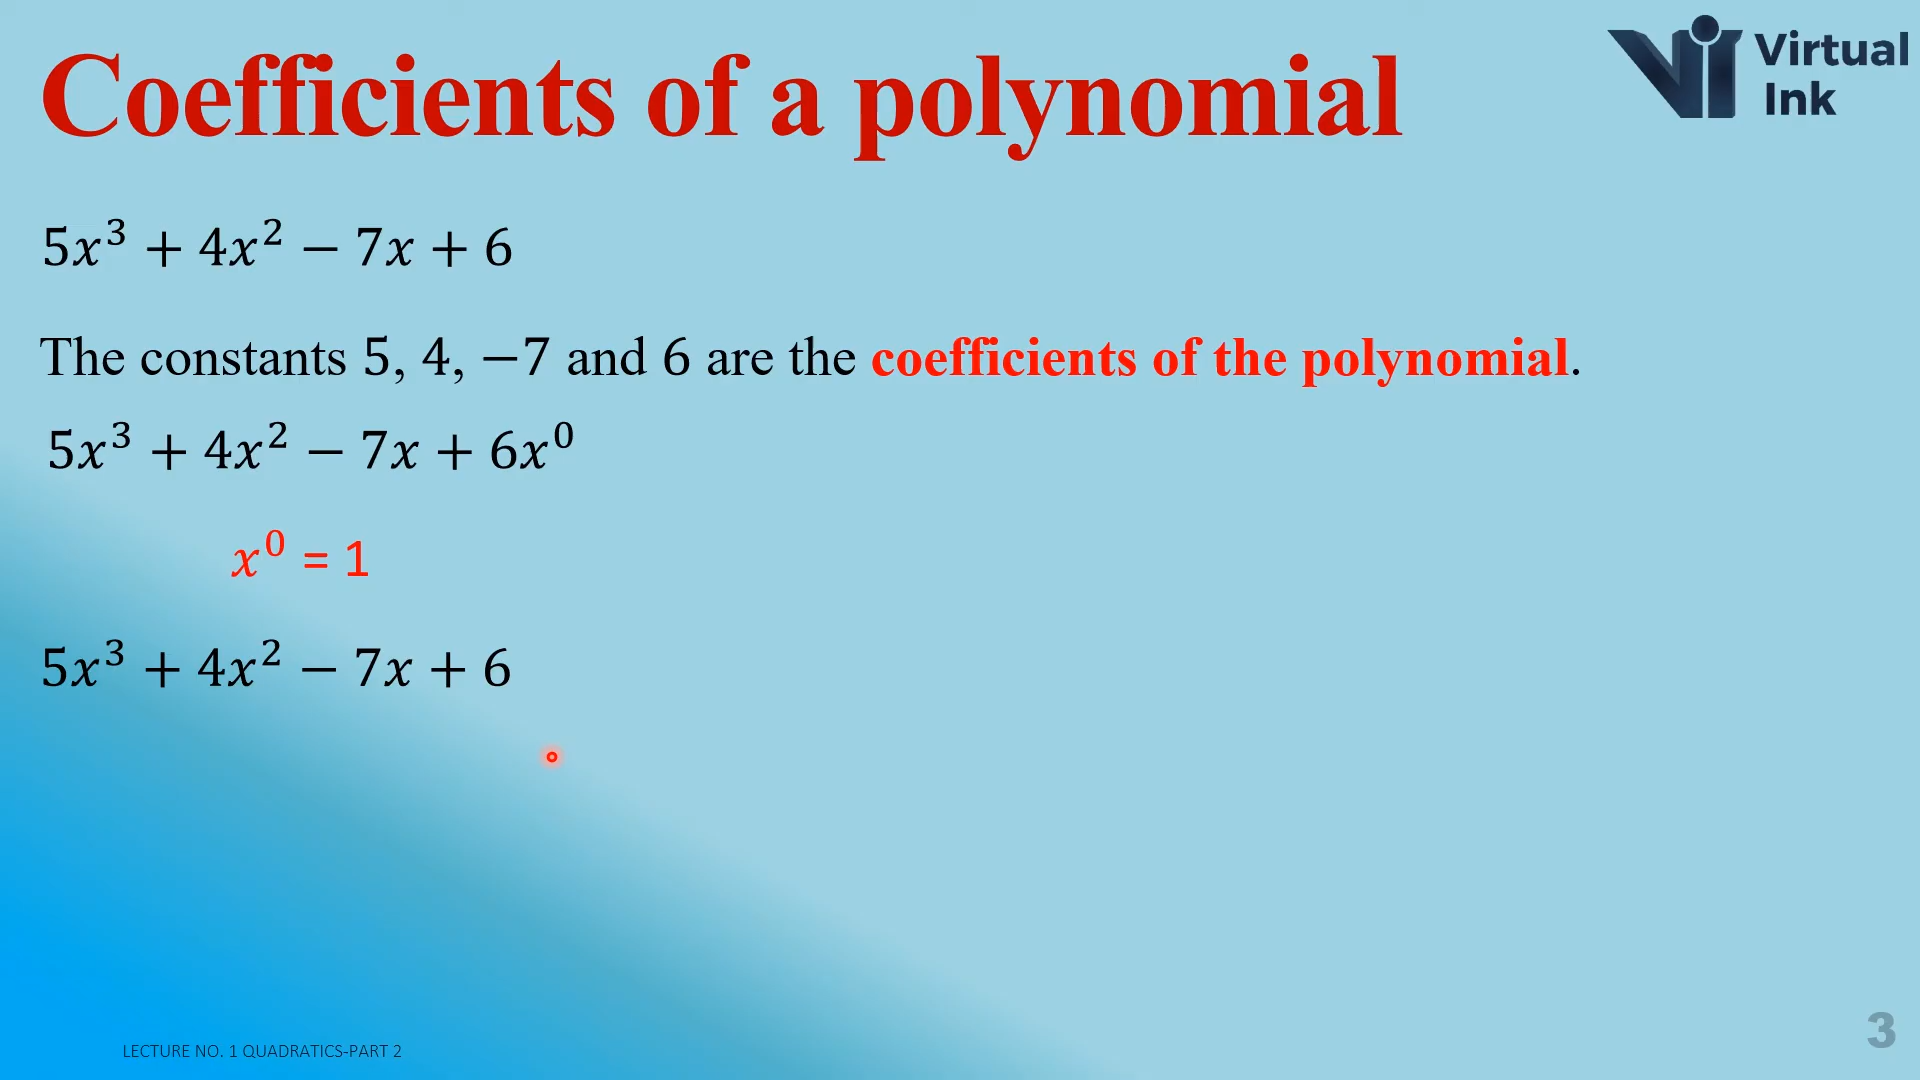 Coefficients of a polynomial
Virtual
Ink
5x³ + 4x² − 7x + 6
The constants 5, 4, −7 and 6 are the coefficients of the polynomial.
5x³ + 4x² − 7x + 6x⁰
x⁰ = 1
5x³ + 4x² − 7x + 6
LECTURE NO. 1 QUADRATICS-PART 2
3